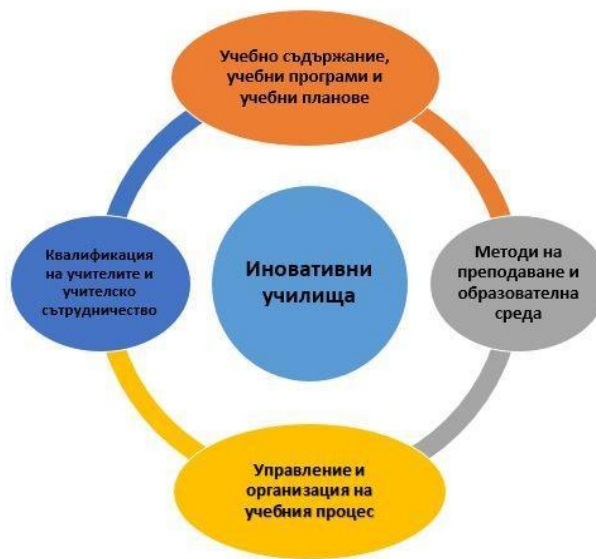 Учебно съдържание,
учебни програми и
учебни планове
Квалификация
на учителите и
учителско
сътрудничество
Иновативни
училища
Методи на
преподаване и
образователна
среда
Управление и
организация на
учебния процес